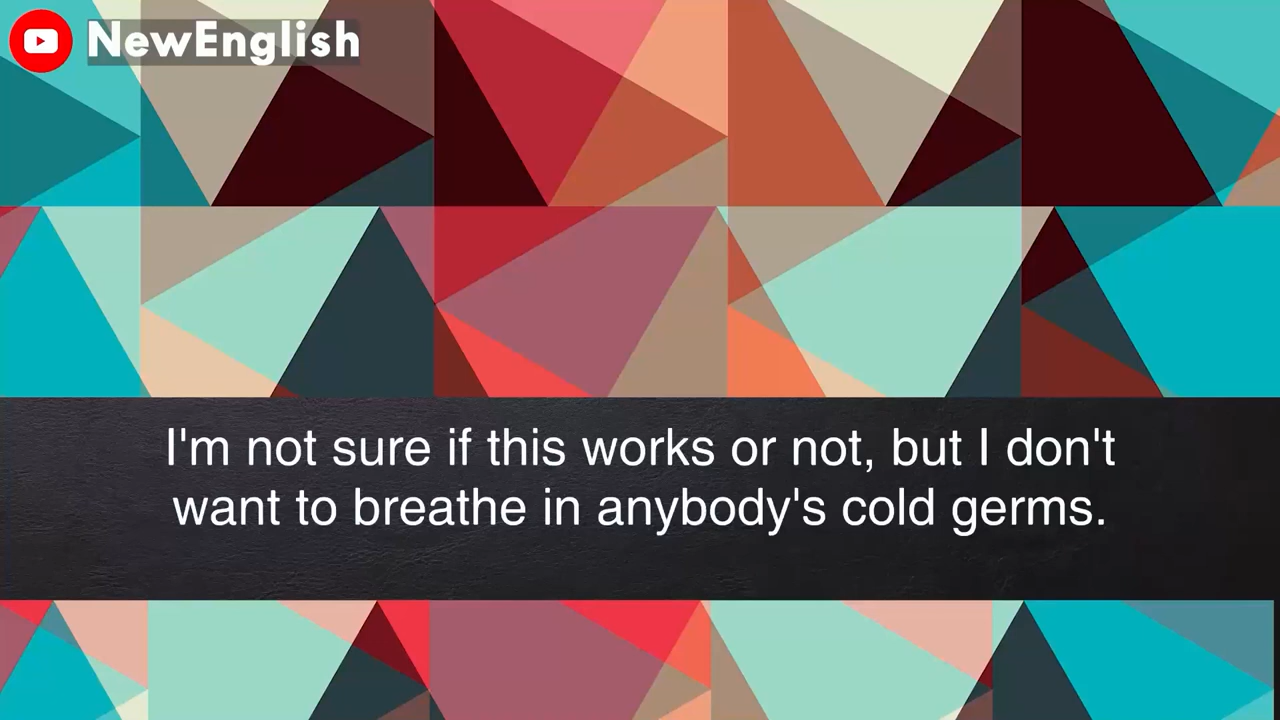 NewEnglish
I'm not sure if this works or not, but I don't
want to breathe in anybody's cold germs.